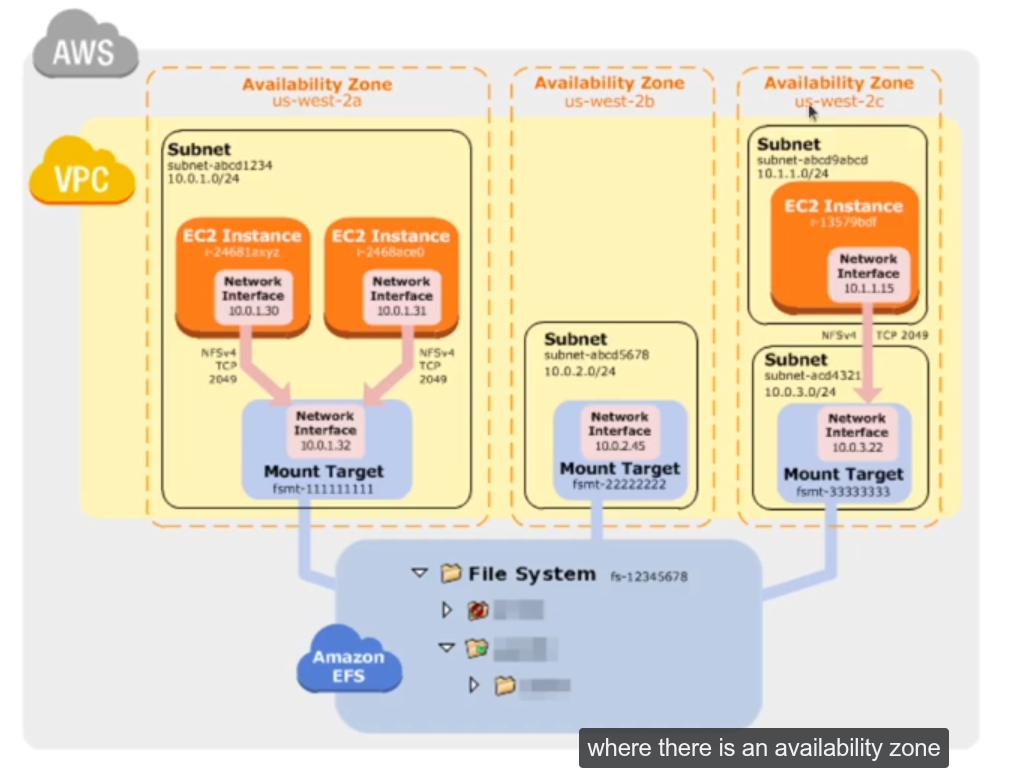 AWS
Availability Zone
us-west-2a
Availability Zone
us-west-2b
Availability Zone
us-west-2c
VPC
Subnet
subnet-abcd1234
10.0.1.0/24
EC2 Instance
i-24681axyz
Network
Interface
10.0.1.30
EC2 Instance
i-2468ace0
Network
Interface
10.0.1.31
NFSv4
TCP
2049
NFSv4
TCP
2049
Network
Interface
10.0.1.32
Mount Target
fsmt-111111111
Subnet
subnet-abcd5678
10.0.2.0/24
Network
Interface
10.0.2.45
Mount Target
fsmt-22222222
Subnet
subnet-abcd9abcd
10.1.1.0/24
EC2 Instance
i-13579bdf
Network
Interface
10.1.1.15
NFSv4 TCP 2049
Subnet
subnet-acd4321
10.0.3.0/24
Network
Interface
10.0.3.22
Mount Target
fsmt-33333333
File System fs-12345678
Amazon
EFS
where there is an availability zone